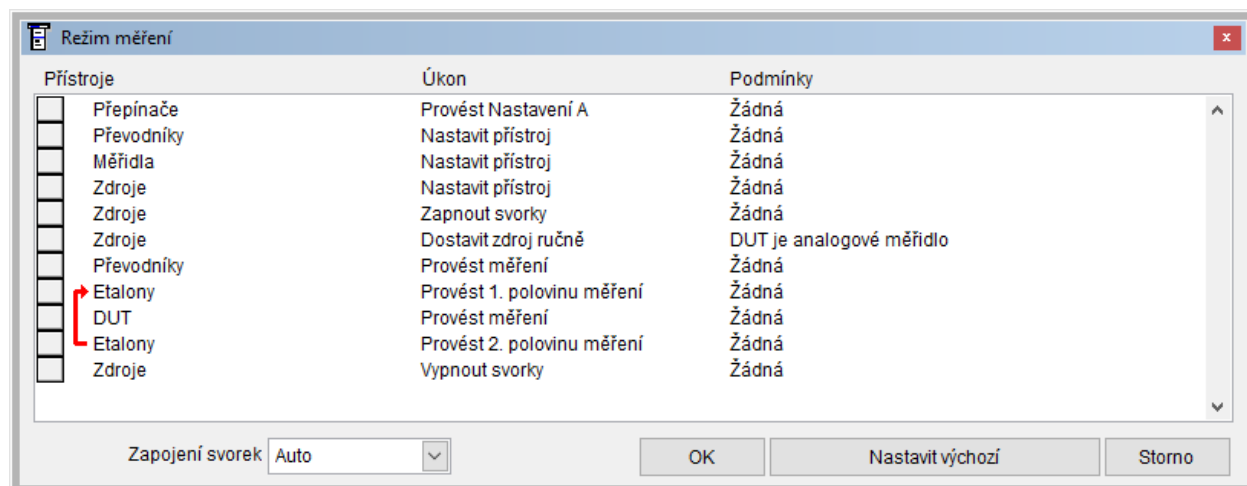 Režim měření
Přístroje Úkon Podmínky
Přepínače Provést Nastavení A Žádná
Převodníky Nastavit přístroj Žádná
Měřidla Nastavit přístroj Žádná
Zdroje Nastavit přístroj Žádná
Zdroje Zapnout svorky Žádná
Zdroje Dostavit zdroj ručně DUT je analogové měřidlo
Převodníky Provést měření Žádná
Etalony Provést 1. polovinu měření Žádná
DUT Provést měření Žádná
Etalony Provést 2. polovinu měření Žádná
Zdroje Vypnout svorky Žádná
Zapojení svorek Auto OK Nastavit výchozí Storno